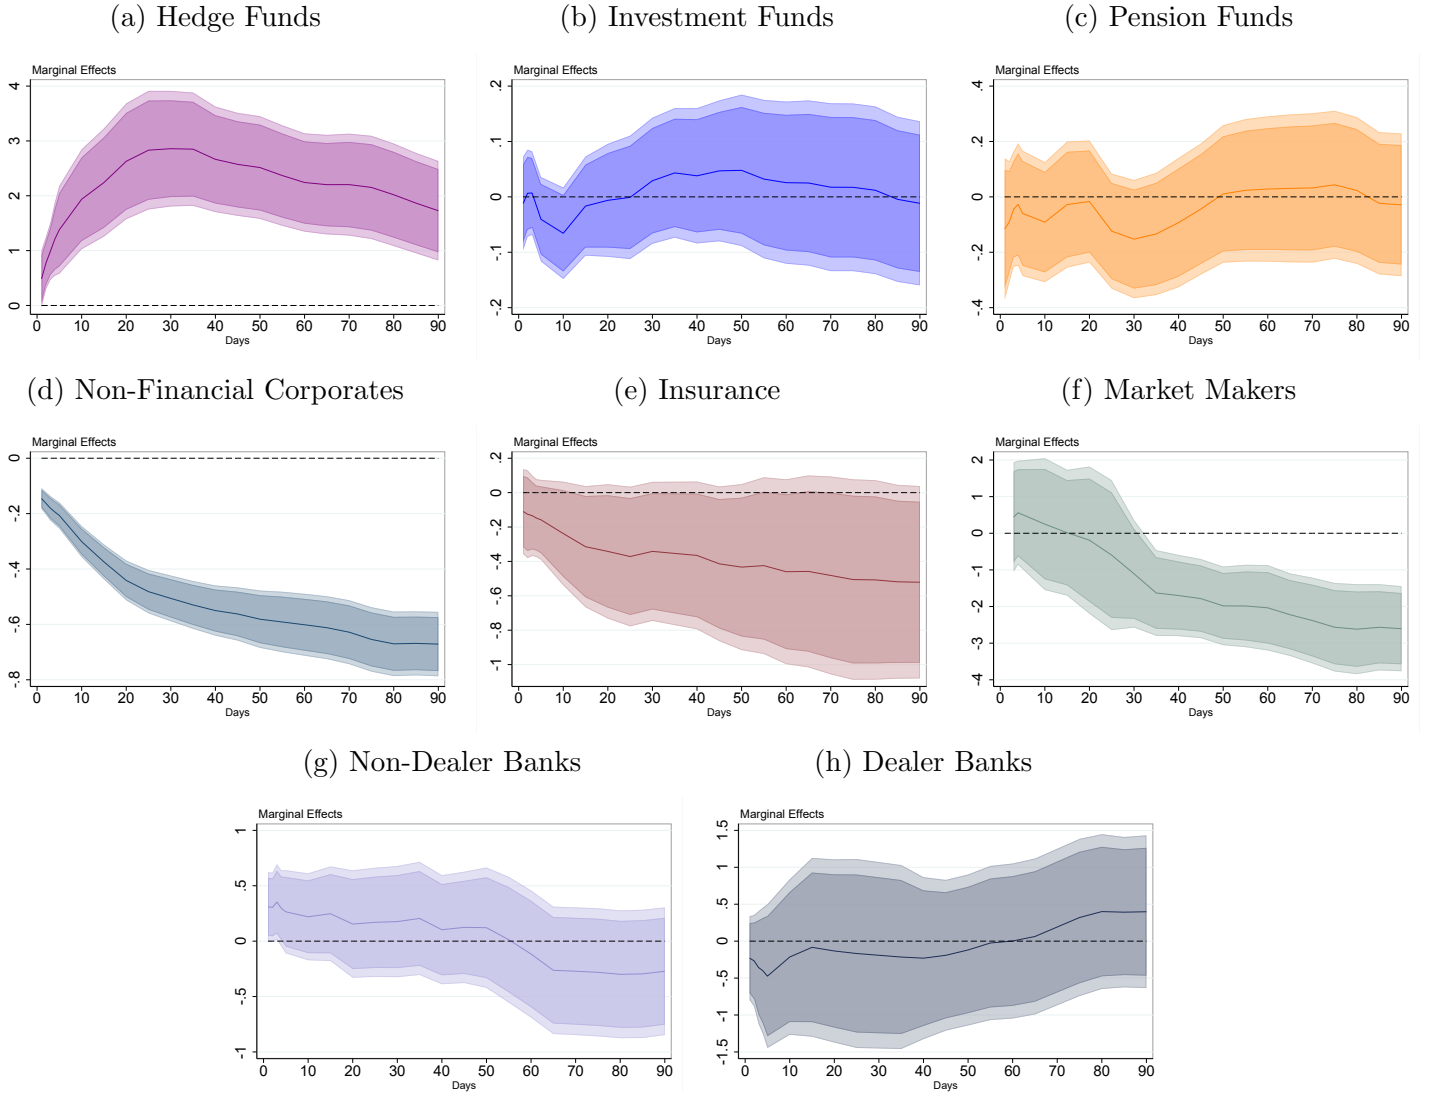 (a) Hedge Funds
(b) Investment Funds
(c) Pension Funds
Marginal Effects
4
3
2
1
0
0 10 20 30 40 50 60 70 80 90
Days
Marginal Effects
.2
.1
0
-.1
-.2
0 10 20 30 40 50 60 70 80 90
Days
Marginal Effects
.4
.2
0
-.2
-.4
0 10 20 30 40 50 60 70 80 90
Days
(d) Non-Financial Corporates
(e) Insurance
(f) Market Makers
Marginal Effects
0
-.2
-.4
-.6
-.8
0 10 20 30 40 50 60 70 80 90
Days
Marginal Effects
.2
0
-.2
-.4
-.6
-.8
-1
0 10 20 30 40 50 60 70 80 90
Days
Marginal Effects
2
1
0
-1
-2
-3
-4
0 10 20 30 40 50 60 70 80 90
Days
(g) Non-Dealer Banks
(h) Dealer Banks
Marginal Effects
1
.5
0
-.5
-1
0 10 20 30 40 50 60 70 80 90
Days
Marginal Effects
1.5
1
.5
0
-.5
-1
-1.5
0 10 20 30 40 50 60 70 80 90
Days